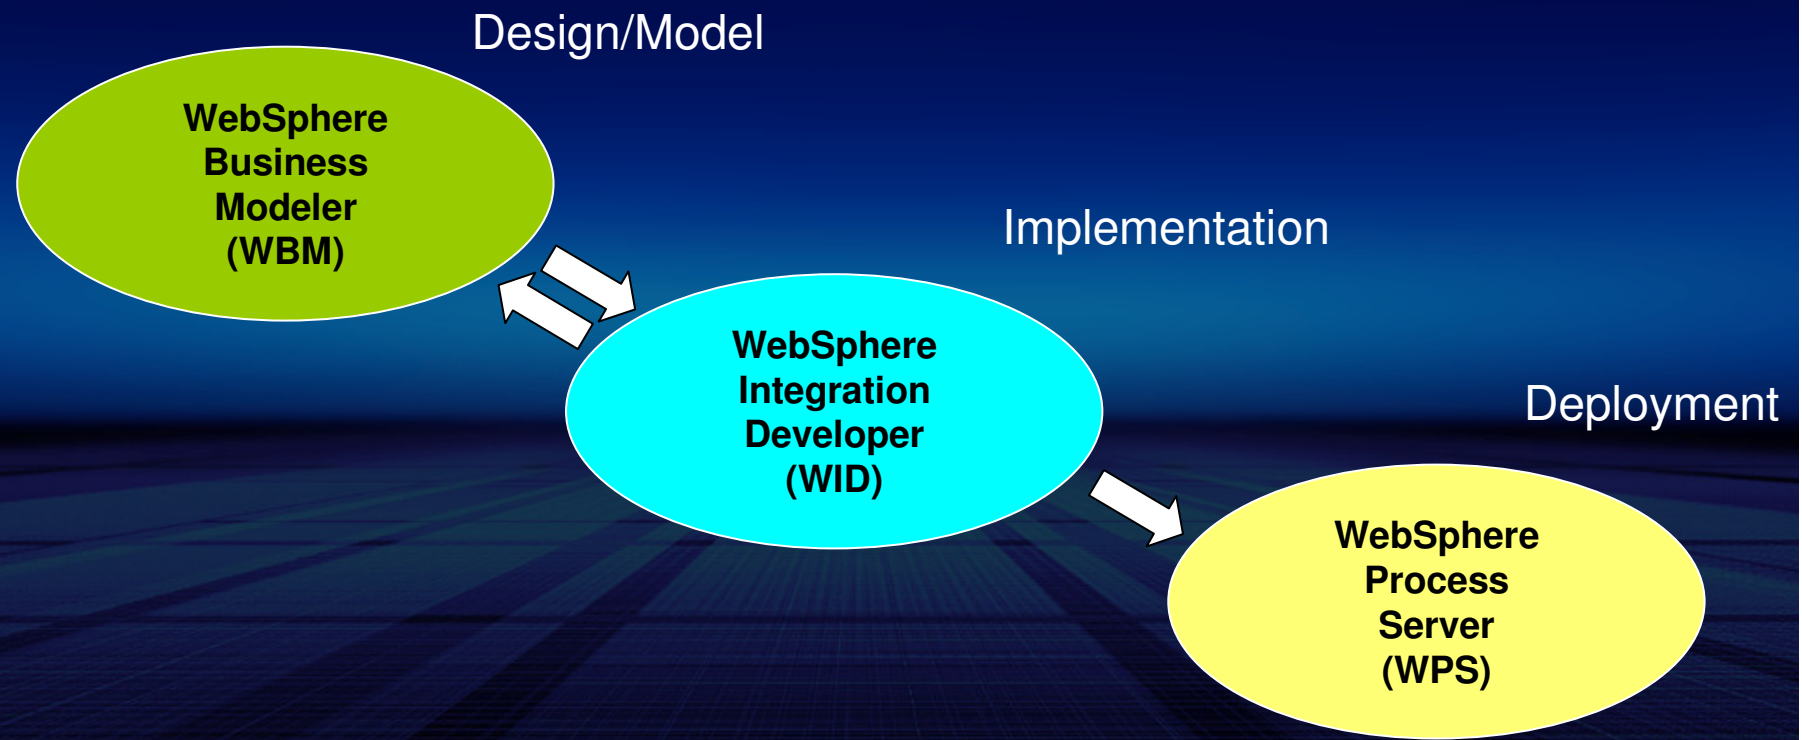 Design/Model
WebSphere
Business
Modeler
(WBM)
Implementation
WebSphere
Integration
Developer
(WID)
Deployment
WebSphere
Process
Server
(WPS)